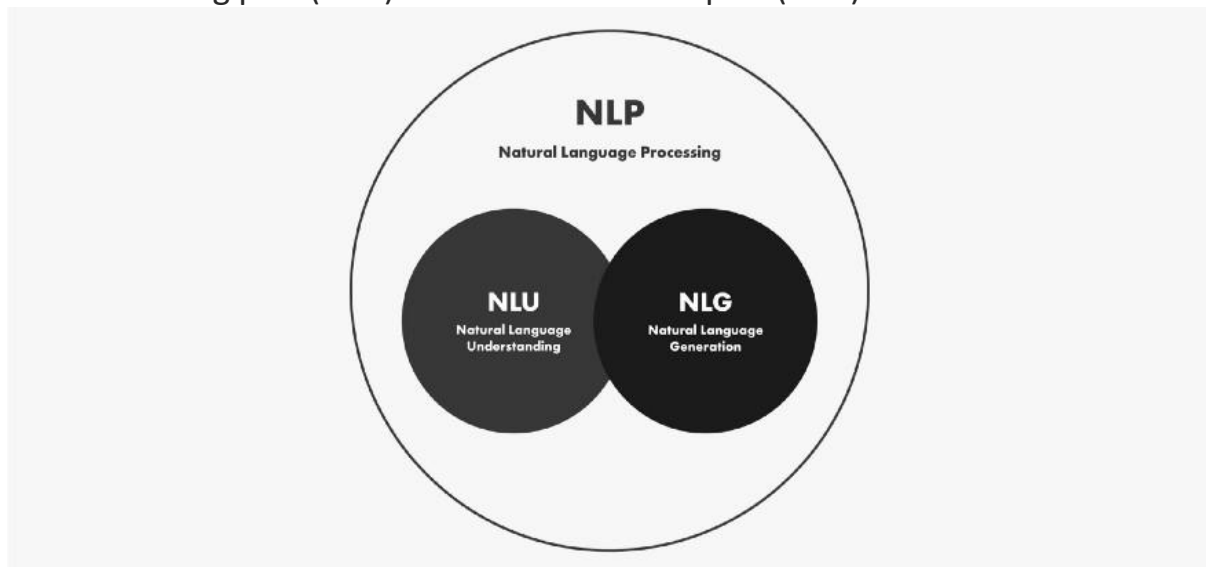 NLP
Natural Language Processing
NLU
Natural Language
Understanding
NLG
Natural Language
Generation